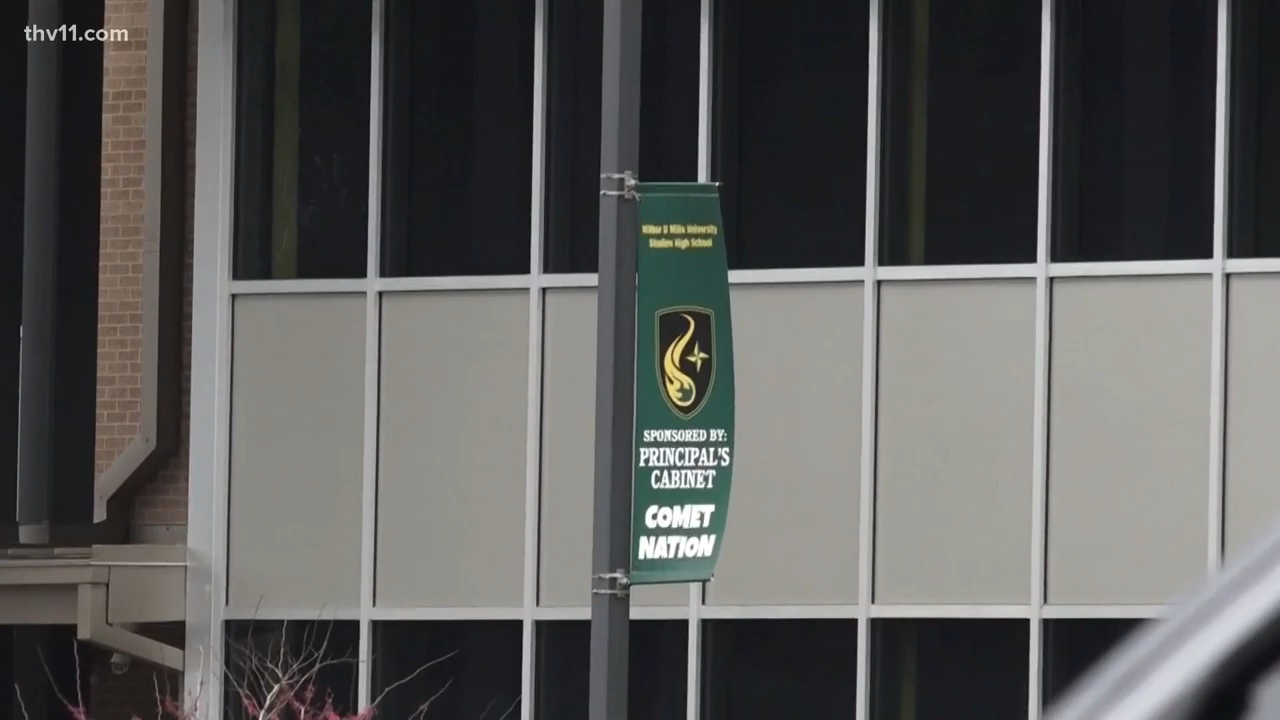 thv11.com
Wilbur D Mills University
Studies High School
SPONSORED BY:
PRINCIPAL'S
CABINET
COMET
NATION